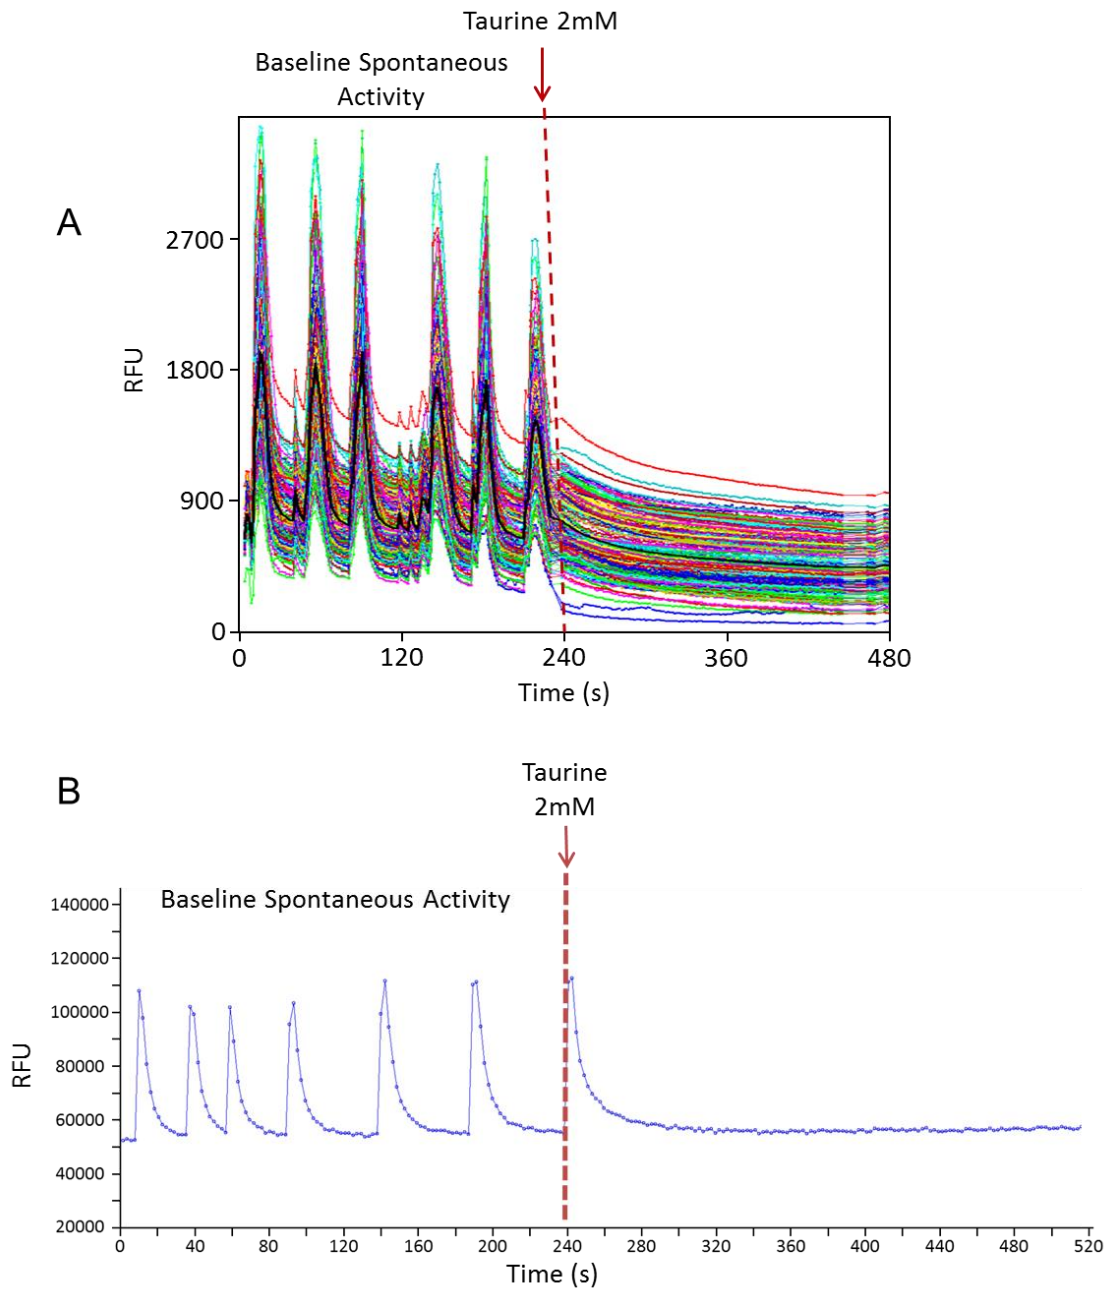 Taurine 2mM
Baseline Spontaneous
Activity
A
2700
1800
900
0
RFU
0 120 240 360 480
Time (s)
B
Taurine
2mM
Baseline Spontaneous Activity
140000
120000
100000
80000
60000
40000
20000
RFU
0 40 80 120 160 200 240 280 320 360 400 440 480 520
Time (s)